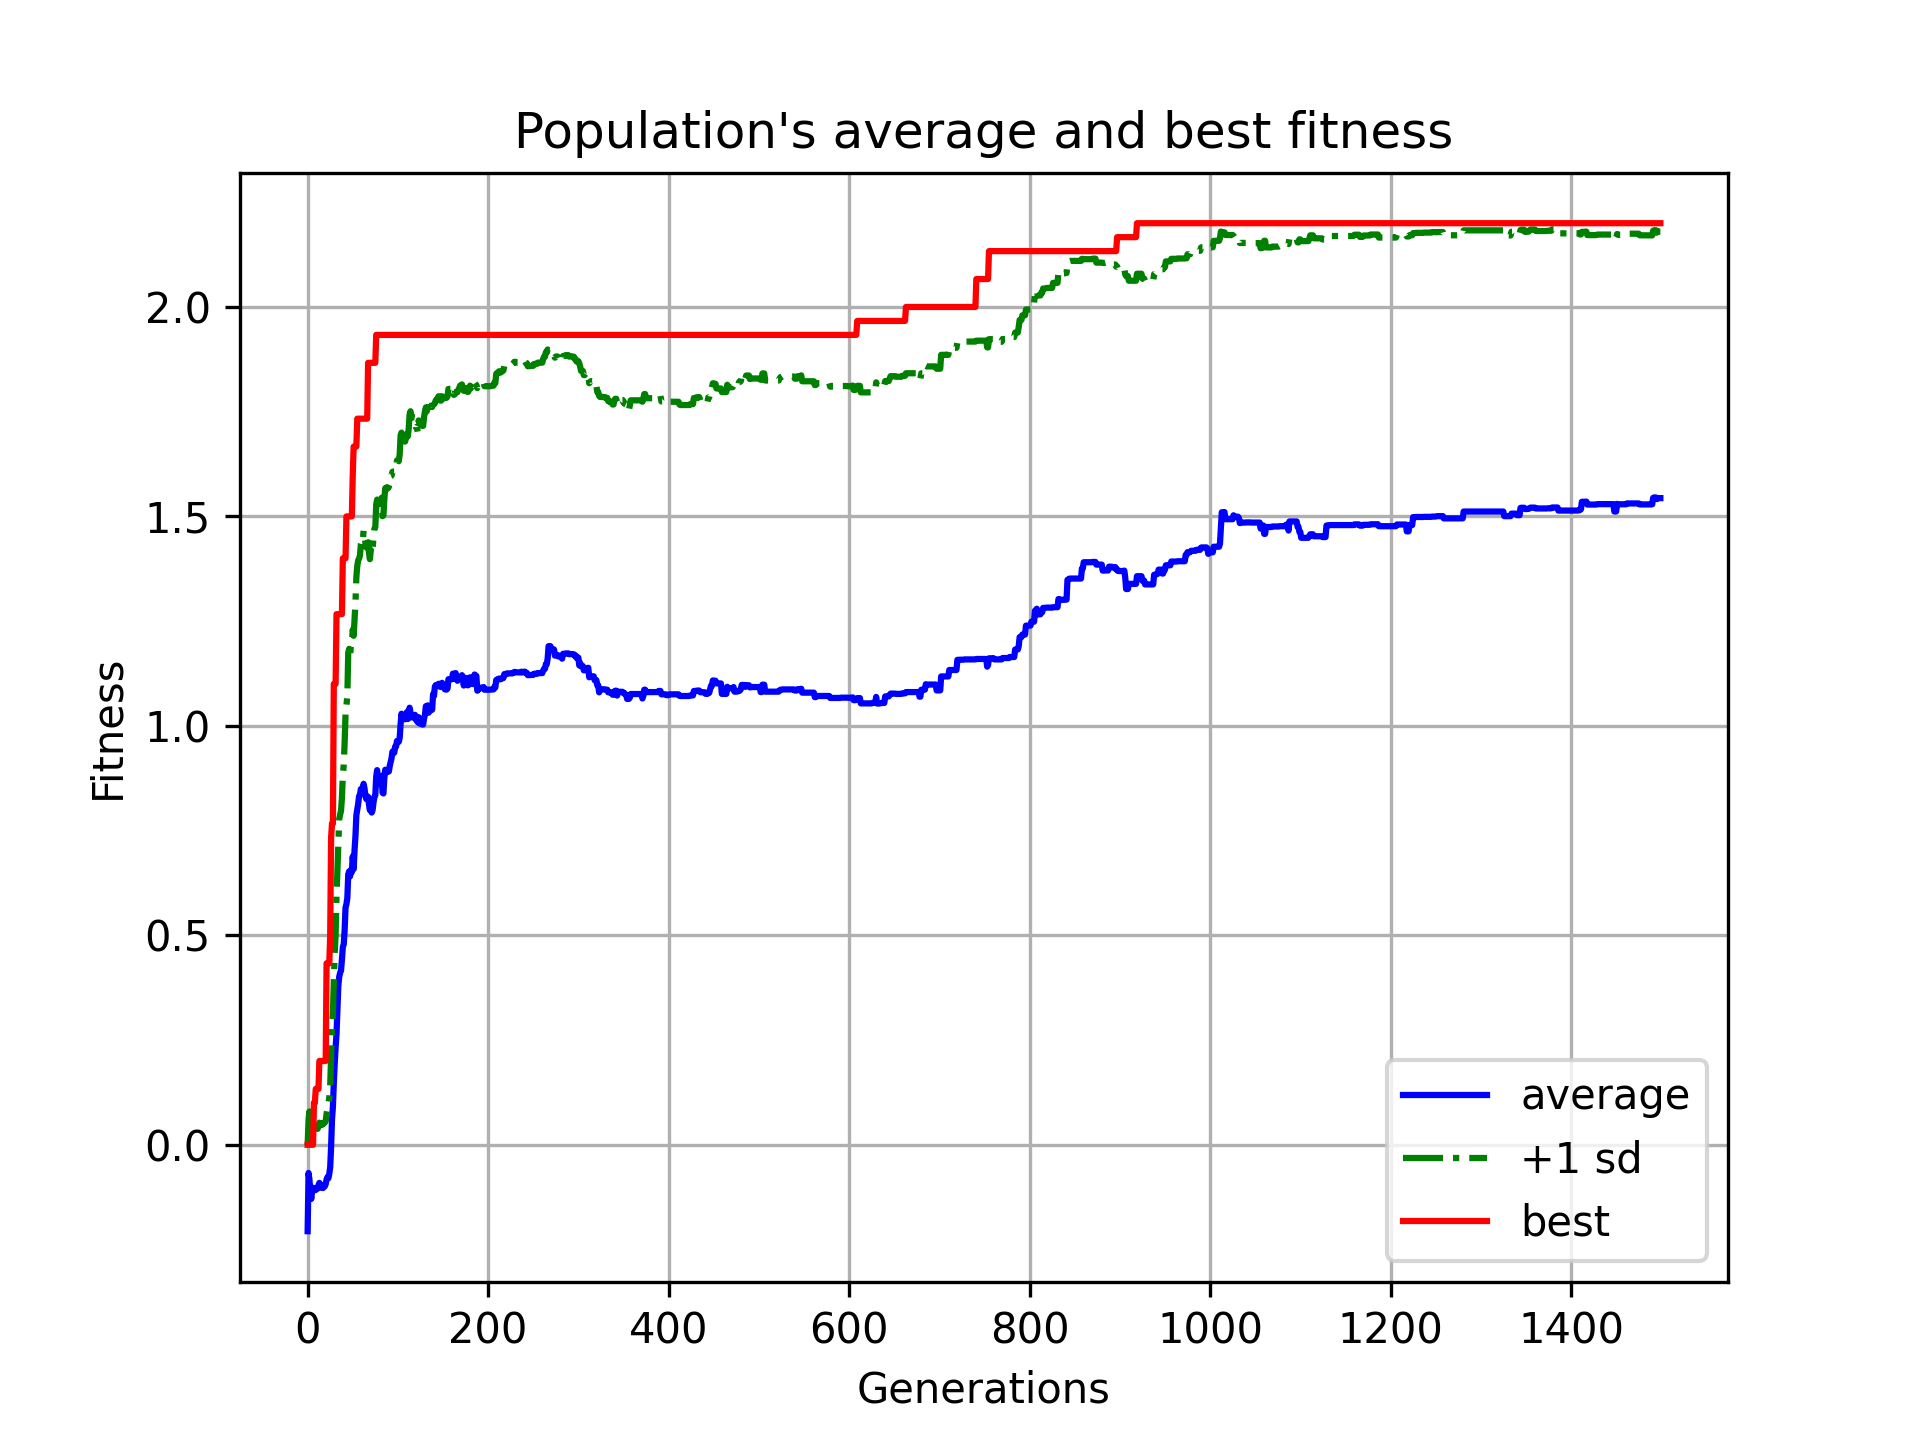 Population's average and best fitness
Fitness
2.0
1.5
1.0
0.5
0.0
0 200 400 600 800 1000 1200 1400
Generations
average
+1 sd
best